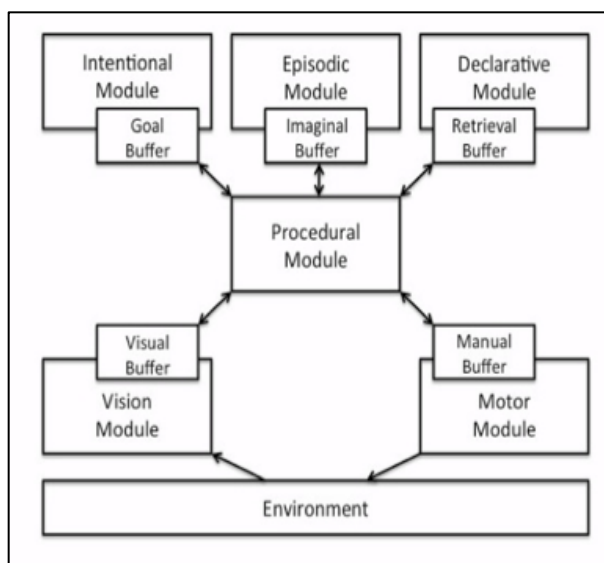 Intentional
Module
Episodic
Module
Declarative
Module
Goal
Buffer
Imaginal
Buffer
Retrieval
Buffer
Procedural
Module
Visual
Buffer
Manual
Buffer
Vision
Module
Motor
Module
Environment